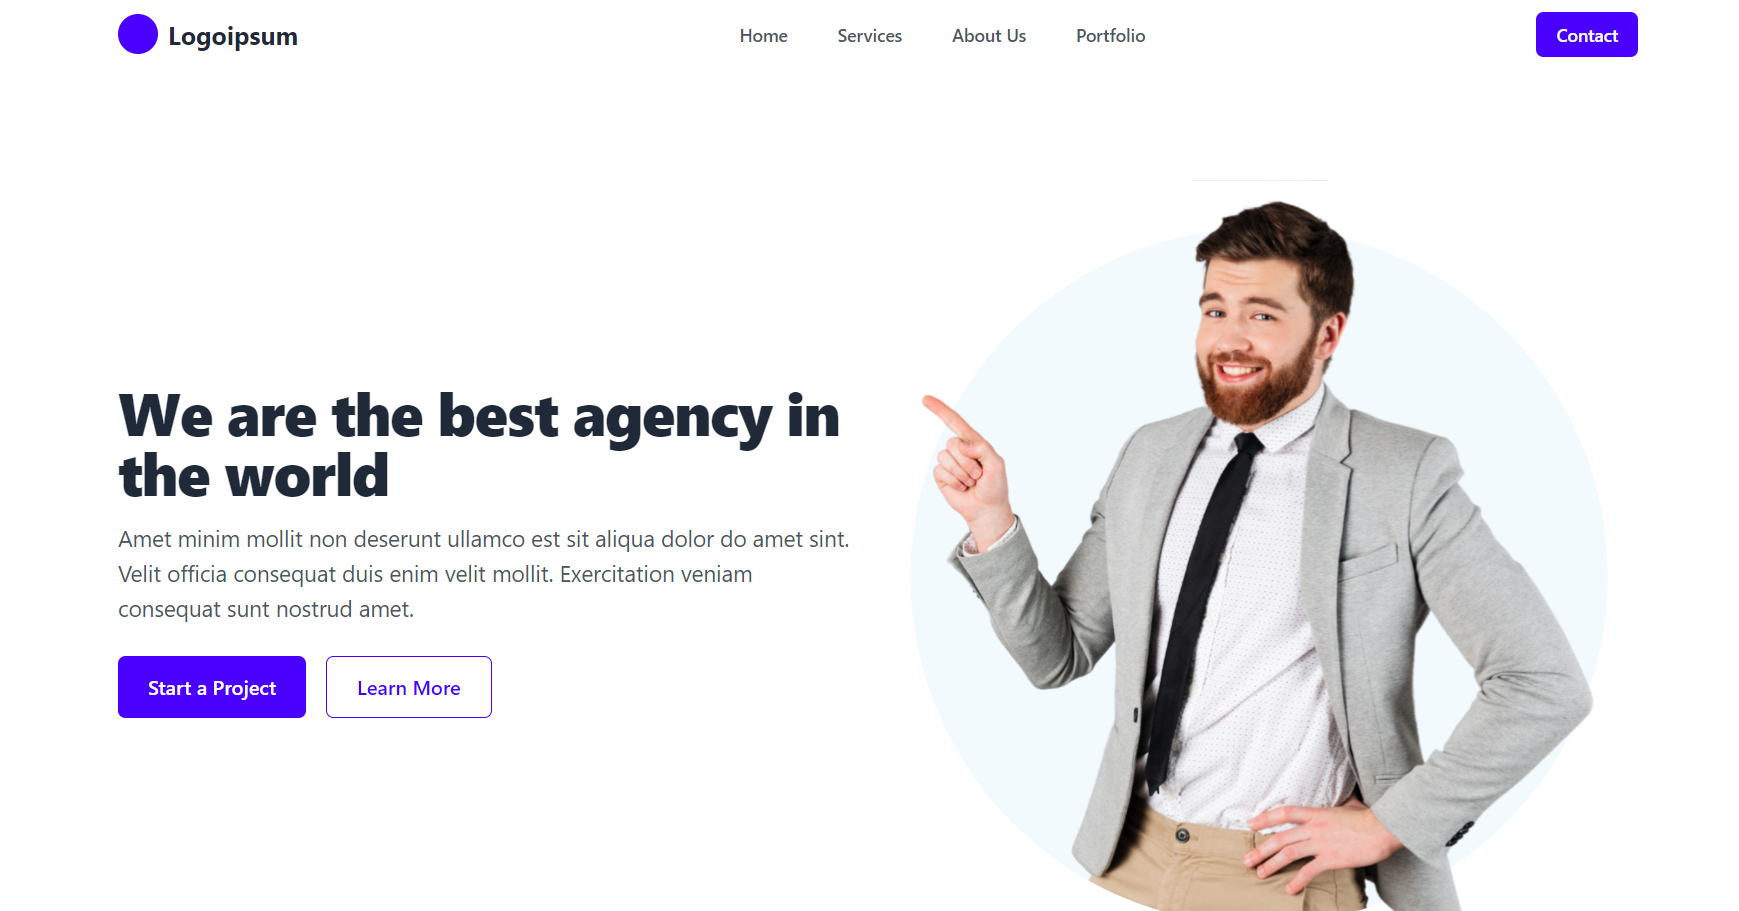 Logoipsum
Home
Services
About Us
Portfolio
Contact
We are the best agency in
the world
Amet minim mollit non deserunt ullamco est sit aliqua dolor do amet sint.
Velit officia consequat duis enim velit mollit. Exercitation veniam
consequat sunt nostrud amet.
Start a Project
Learn More